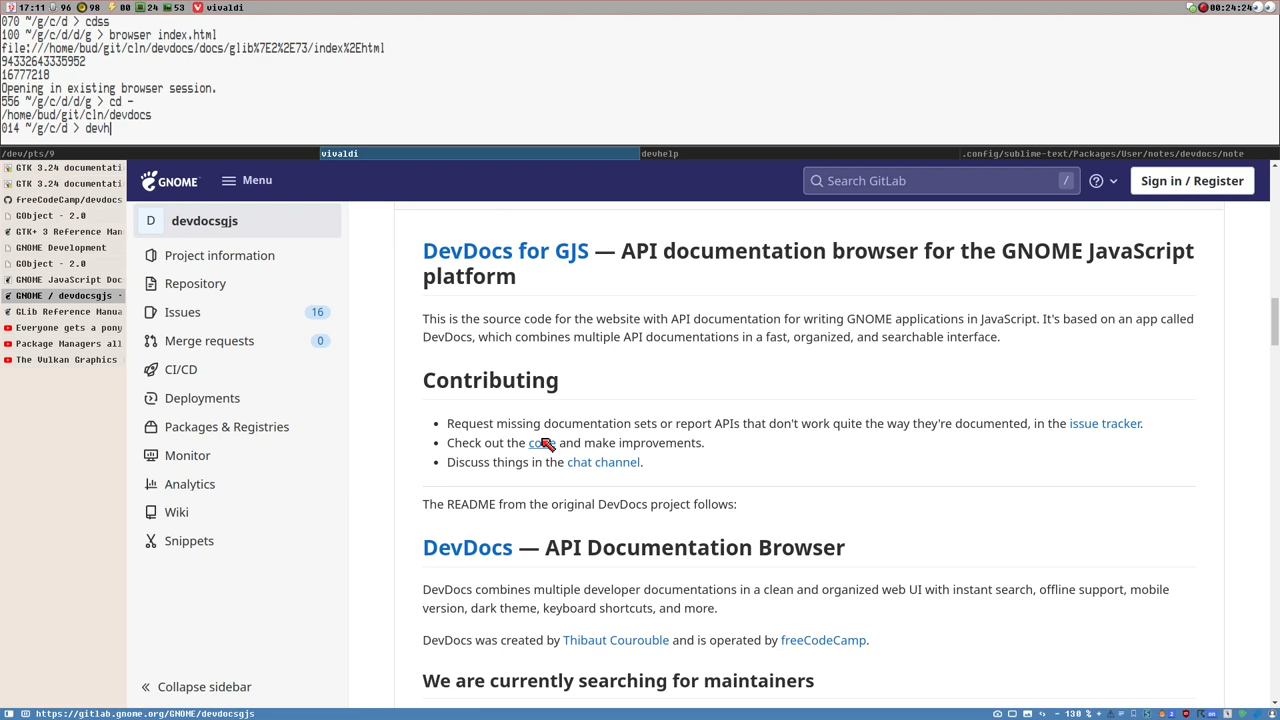 17:11 96 98 00 24 53 vivaldi
00:24:24
070 ~/g/c/d > cdss
100 ~/g/c/d/d/g > browser index.html
file:///home/bud/git/cln/devdocs/docs/glib%7E2%2E73/index%2Ehtml
94332643335952
16777218
Opening in existing browser session.
556 ~/g/c/d/d/g > cd -
/home/bud/git/cln/devdocs
014 ~/g/c/d > devh
/dev/pts/9
vivaldi
devhelp
.config/sublime-text/Packages/User/notes/devdocs/note
GTK 3.24 documentati
GTK 3.24 documentati
freeCodeCamp/devdocs
GObject - 2.0
GTK+ 3 Reference Man
GNOME Development
GObject - 2.0
GNOME JavaScript Doc
GNOME / devdocsgjs -
GLib Reference Manua
Everyone gets a pony
Package Managers all
The Vulkan Graphics
GNOME
Menu
Search GitLab
/
Sign in / Register
D devdocsgjs
Project information
Repository
Issues 16
Merge requests 0
CI/CD
Deployments
Packages & Registries
Monitor
Analytics
Wiki
Snippets
Collapse sidebar
DevDocs for GJS — API documentation browser for the GNOME JavaScript
platform
This is the source code for the website with API documentation for writing GNOME applications in JavaScript. It's based on an app called
DevDocs, which combines multiple API documentations in a fast, organized, and searchable interface.
Contributing
• Request missing documentation sets or report APIs that don't work quite the way they're documented, in the issue tracker.
• Check out the code and make improvements.
• Discuss things in the chat channel.
The README from the original DevDocs project follows:
DevDocs — API Documentation Browser
DevDocs combines multiple developer documentations in a clean and organized web UI with instant search, offline support, mobile
version, dark theme, keyboard shortcuts, and more.
DevDocs was created by Thibaut Courouble and is operated by freeCodeCamp.
We are currently searching for maintainers
https://gitlab.gnome.org/GNOME/devdocsgjs
- 130 % +